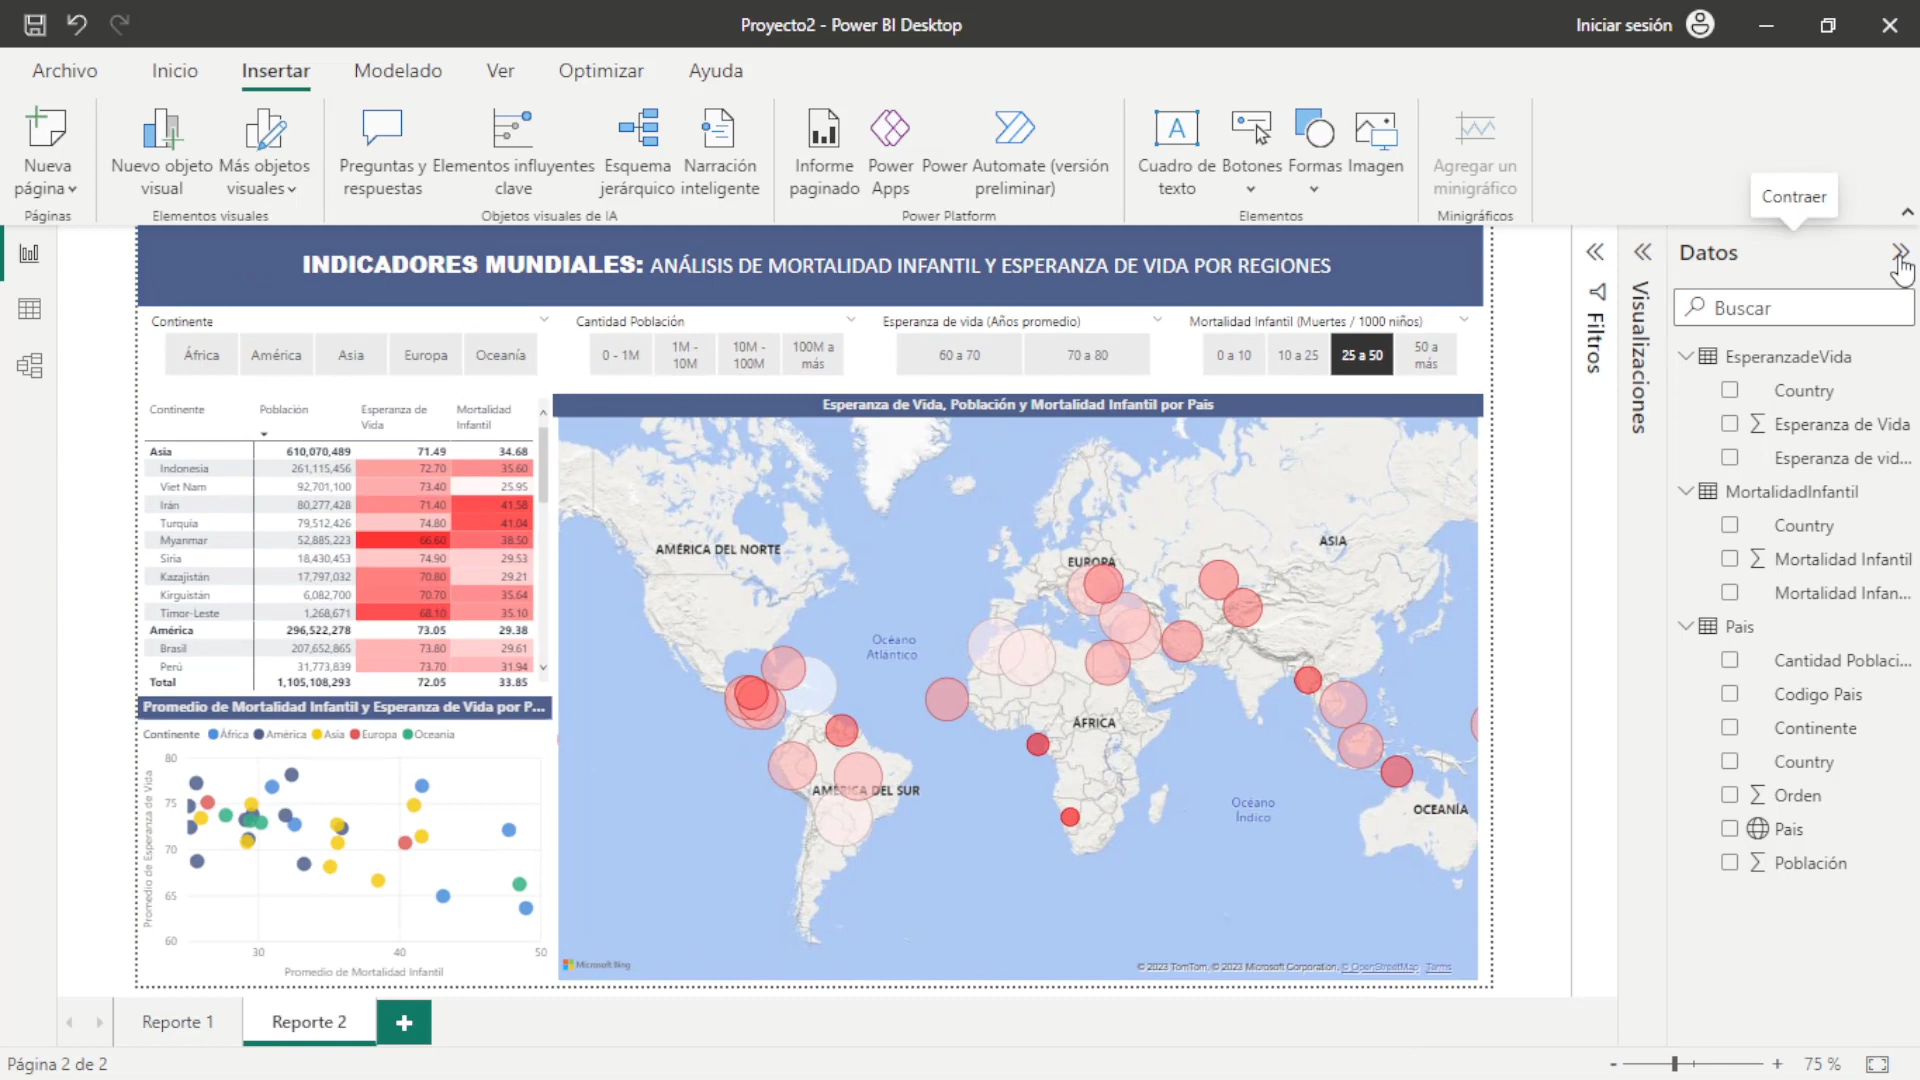 Proyecto2 - Power BI Desktop
Iniciar sesión
Archivo Inicio Insertar Modelado Ver Optimizar Ayuda
Nueva página
Nuevo objeto visual
Más objetos visuales
Preguntas y respuestas
Elementos influyentes clave
Esquema jerárquico
Narración inteligente
Informe paginado
Power Apps
Power Automate (versión preliminar)
Cuadro de texto
Botones
Formas
Imagen
Agregar un minigráfico
Contraer
Páginas
Elementos visuales
Objetos visuales de IA
Power Platform
Elementos
Minigráficos
INDICADORES MUNDIALES: ANÁLISIS DE MORTALIDAD INFANTIL Y ESPERANZA DE VIDA POR REGIONES
Continente
África América Asia Europa Oceanía
Cantidad Población
0 - 1M
1M - 10M
10M - 100M
100M a más
Esperanza de vida (Años promedio)
60 a 70 70 a 80
Mortalidad Infantil (Muertes / 1000 niños)
0 a 10 10 a 25 25 a 50 50 a más
Continente Población Esperanza de Vida Mortalidad Infantil
Asia 610,070,489 71.49 34.68
Indonesia 261,115,456 72.70 35.60
Viet Nam 92,701,100 73.40 25.95
Irán 80,277,428 71.40 41.58
Turquía 79,512,426 74.80 41.04
Myanmar 52,885,223 66.60 38.50
Siria 18,430,453 74.90 29.53
Kazajistán 17,797,032 70.80 29.21
Kirguistán 6,082,700 70.70 35.64
Timor-Leste 1,268,671 68.10 35.10
América 296,522,278 73.05 29.38
Brasil 207,652,865 73.80 29.61
Perú 31,773,839 73.70 31.94
Total 1,105,108,293 72.05 33.85
Promedio de Mortalidad Infantil y Esperanza de Vida por P...
Continente África América Asia Europa Oceanía
Promedio de Esperanza de Vida
80
75
70
65
60
30 40 50
Promedio de Mortalidad Infantil
Esperanza de Vida, Población y Mortalidad Infantil por Pais
AMÉRICA DEL NORTE
EUROPA
ASIA
Océano Atlántico
ÁFRICA
AMÉRICA DEL SUR
Océano Índico
OCEANÍA
Microsoft Bing
© 2023 TomTom, © 2023 Microsoft Corporation, © OpenStreetMap Terms
Filtros
Visualizaciones
Datos
Buscar
EsperanzadeVida
Country
Esperanza de Vida
Esperanza de vid...
MortalidadInfantil
Country
Mortalidad Infantil
Mortalidad Infan...
Pais
Cantidad Poblaci...
Codigo Pais
Continente
Country
Orden
Pais
Población
Reporte 1 Reporte 2
Página 2 de 2
75 %